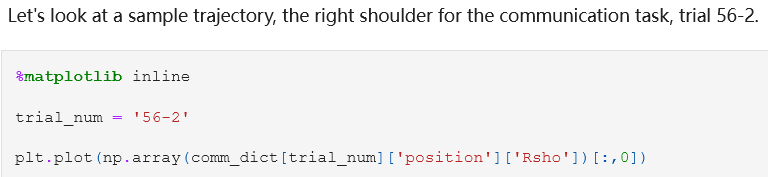 Let's look at a sample trajectory, the right shoulder for the communication task, trial 56-2.
%matplotlib inline
trial_num = '56-2'
plt.plot(np.array(comm_dict[trial_num]['position']['Rsho'])[:,0])